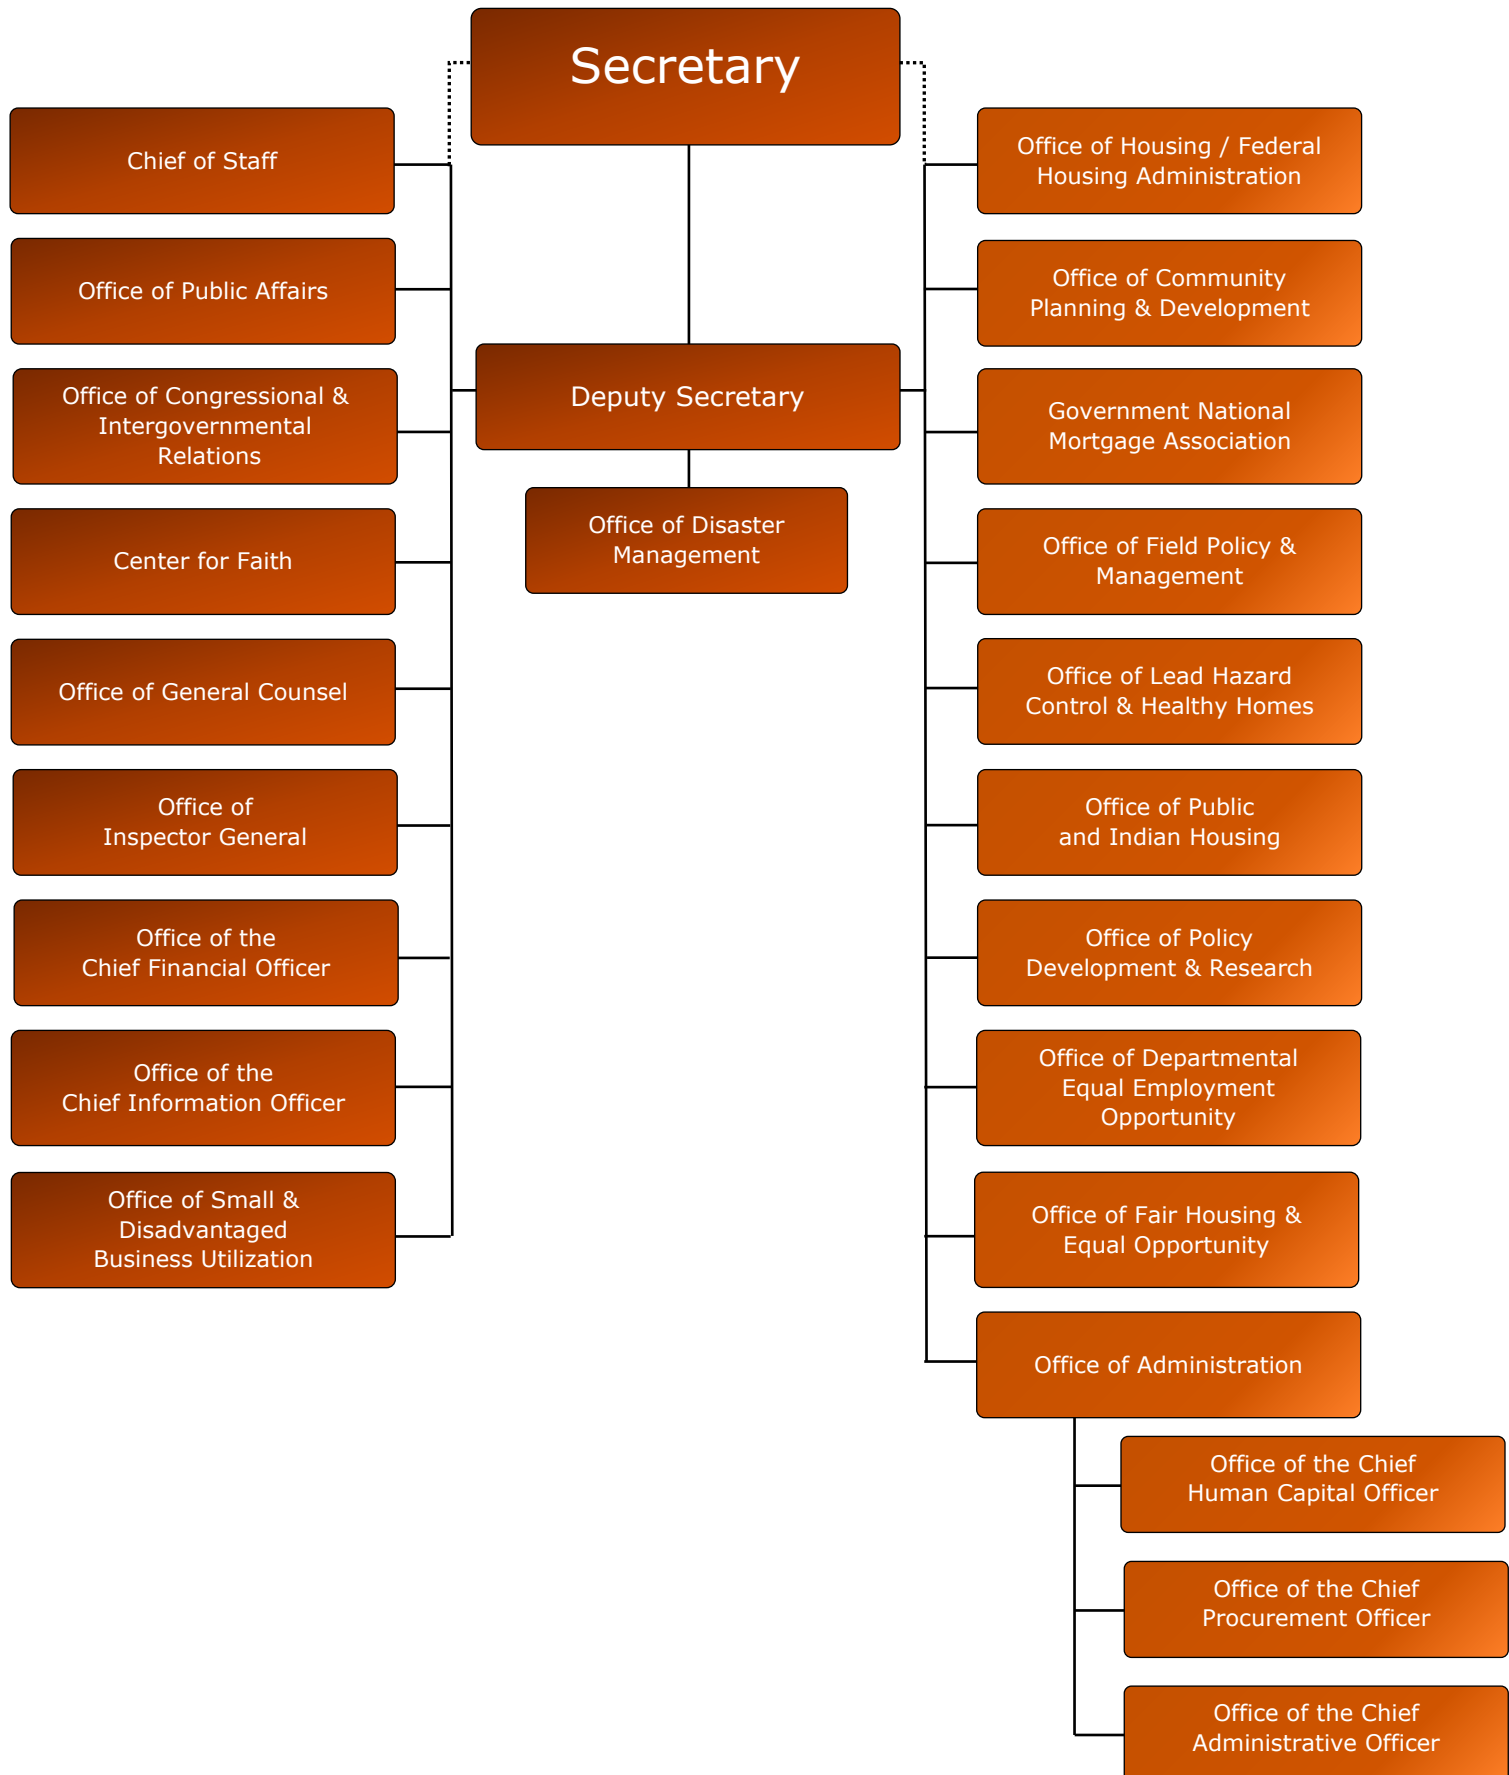 Secretary
Chief of Staff
Office of Public Affairs
Office of Congressional &
Intergovernmental
Relations
Center for Faith
Office of General Counsel
Office of
Inspector General
Office of the
Chief Financial Officer
Office of the
Chief Information Officer
Office of Small &
Disadvantaged
Business Utilization
Deputy Secretary
Office of Disaster
Management
Office of Housing / Federal
Housing Administration
Office of Community
Planning & Development
Government National
Mortgage Association
Office of Field Policy &
Management
Office of Lead Hazard
Control & Healthy Homes
Office of Public
and Indian Housing
Office of Policy
Development & Research
Office of Departmental
Equal Employment
Opportunity
Office of Fair Housing &
Equal Opportunity
Office of Administration
Office of the Chief
Human Capital Officer
Office of the Chief
Procurement Officer
Office of the Chief
Administrative Officer